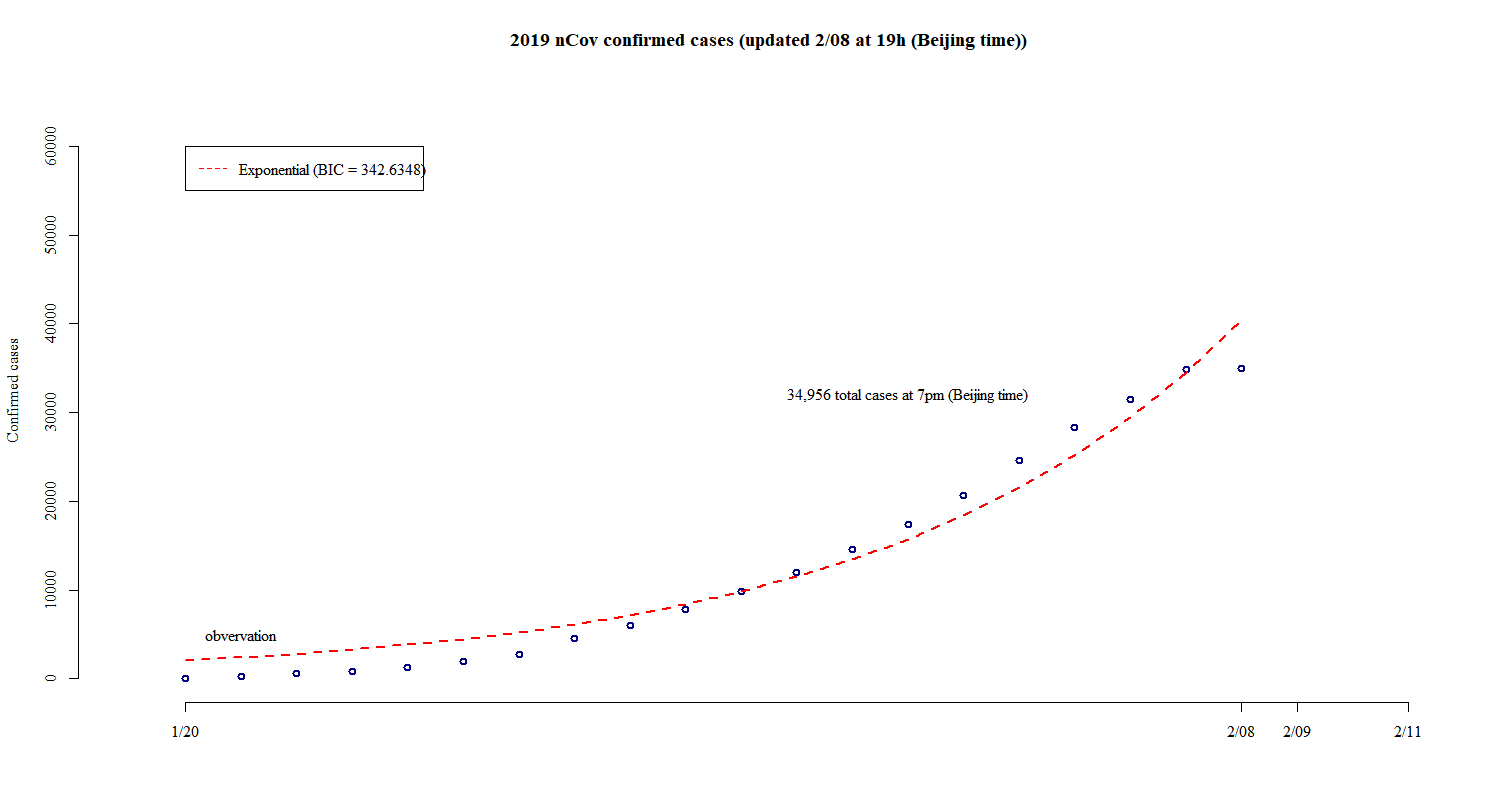 2019 nCov confirmed cases (updated 2/08 at 19h (Beijing time))
60000
Exponential (BIC = 342.6348)
50000
40000
Confirmed cases
34,956 total cases at 7pm (Beijing time)
30000
20000
10000
obvervation
0
1/20
2/08
2/09
2/11